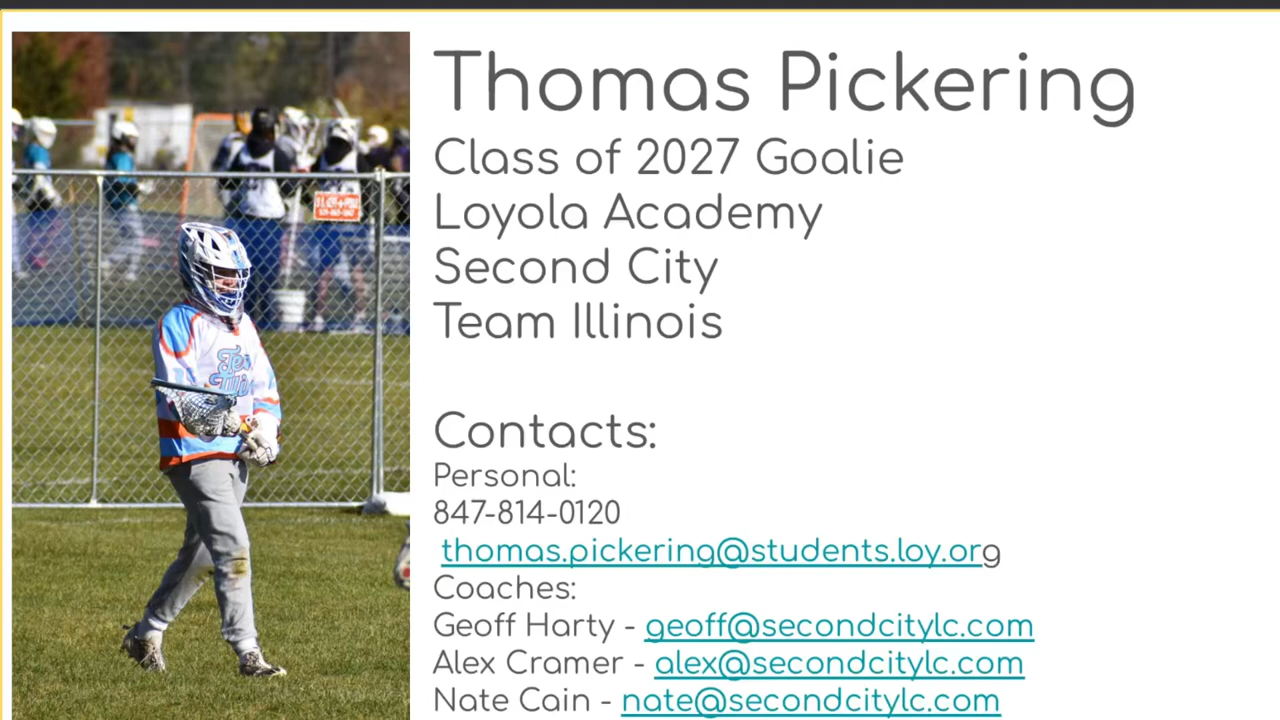 Thomas Pickering
Class of 2027 Goalie
Loyola Academy
Second City
Team Illinois
Contacts:
Personal:
847-814-0120
thomas.pickering@students.loy.org
Coaches:
Geoff Harty - geoff@secondcitylc.com
Alex Cramer - alex@secondcitylc.com
Nate Cain - nate@secondcitylc.com